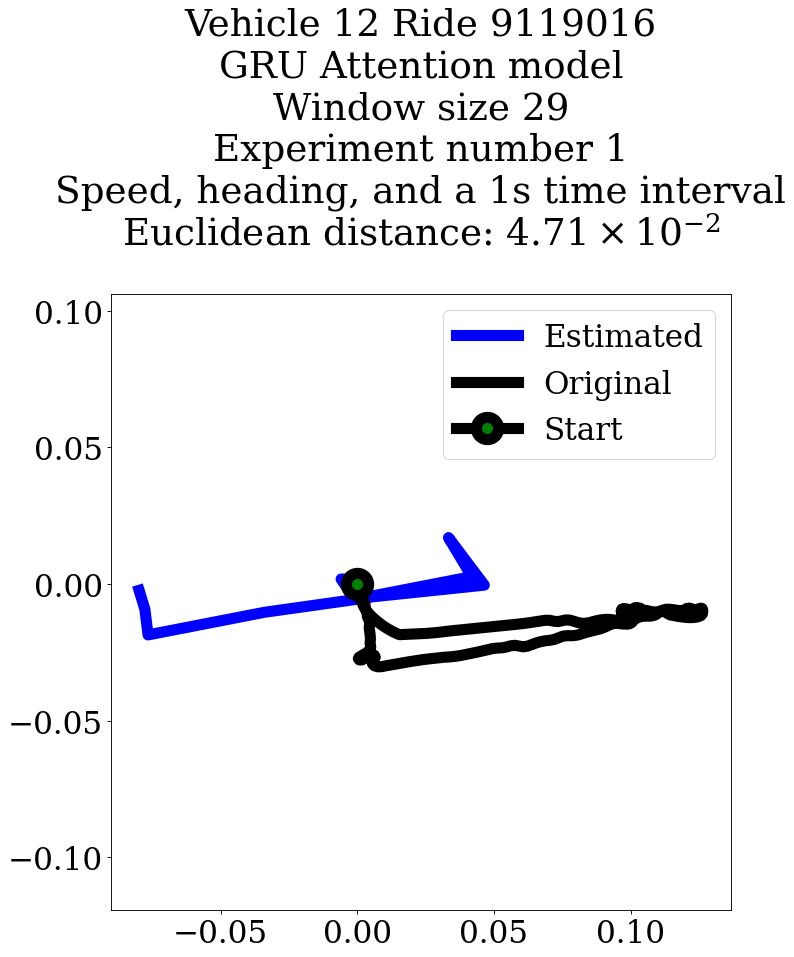 Vehicle 12 Ride 9119016
GRU Attention model
Window size 29
Experiment number 1
Speed, heading, and a 1s time interval
Euclidean distance: 4.71 × 10⁻²
Estimated
Original
Start
0.10
0.05
0.00
−0.05
−0.10
−0.05 0.00 0.05 0.10